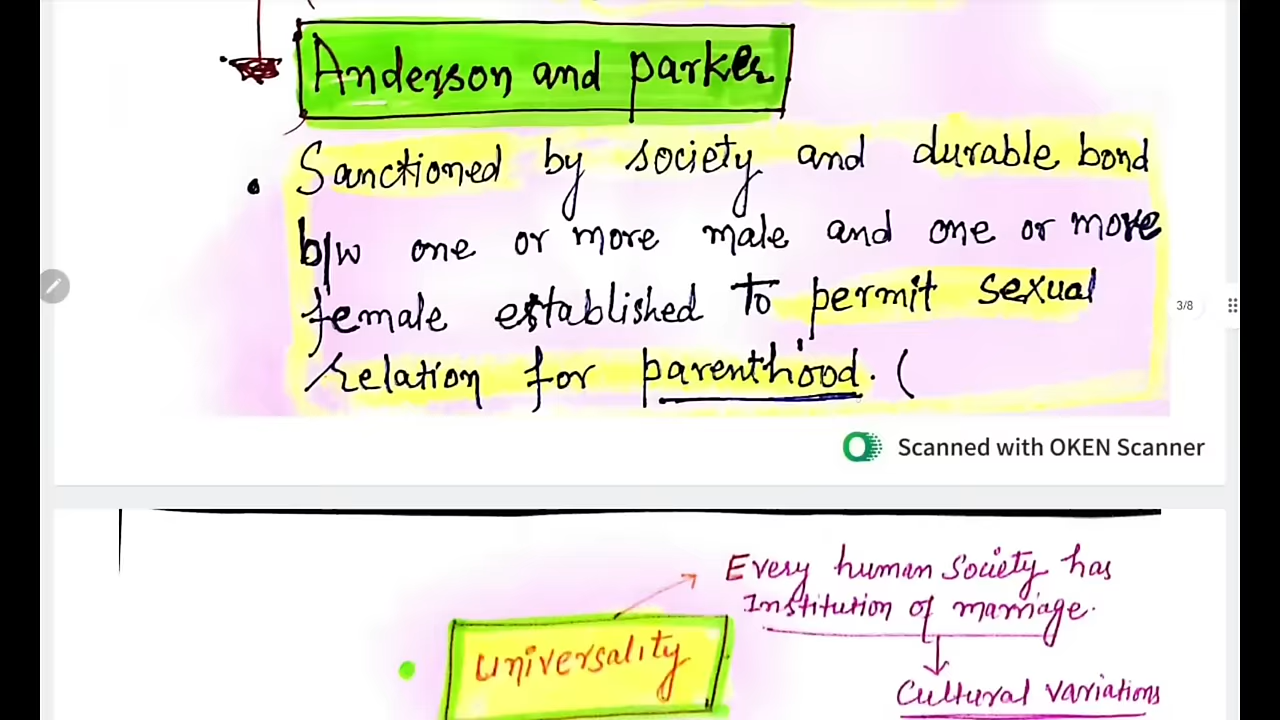 Anderson and parker
• Sanctioned by society and durable bond
b/w one or more male and one or more
female established to permit sexual
relation for parenthood. (
3/8
Scanned with OKEN Scanner
Every human Society has
Institution of marriage.
• universality
Cultural variations